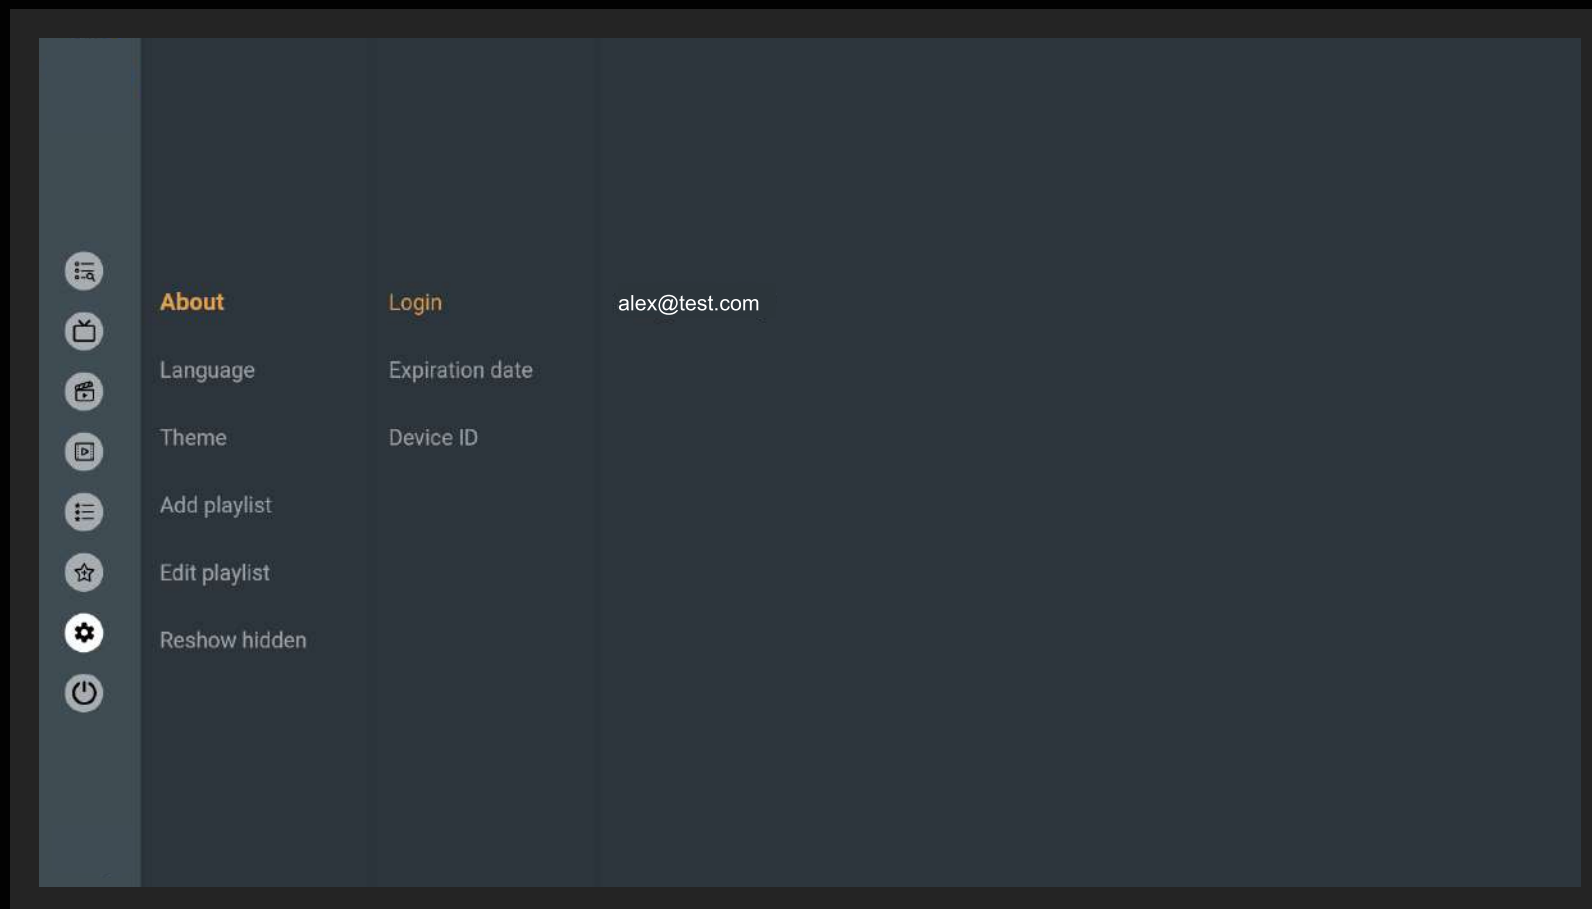 About
Language
Theme
Add playlist
Edit playlist
Reshow hidden
Login
Expiration date
Device ID
alex@test.com